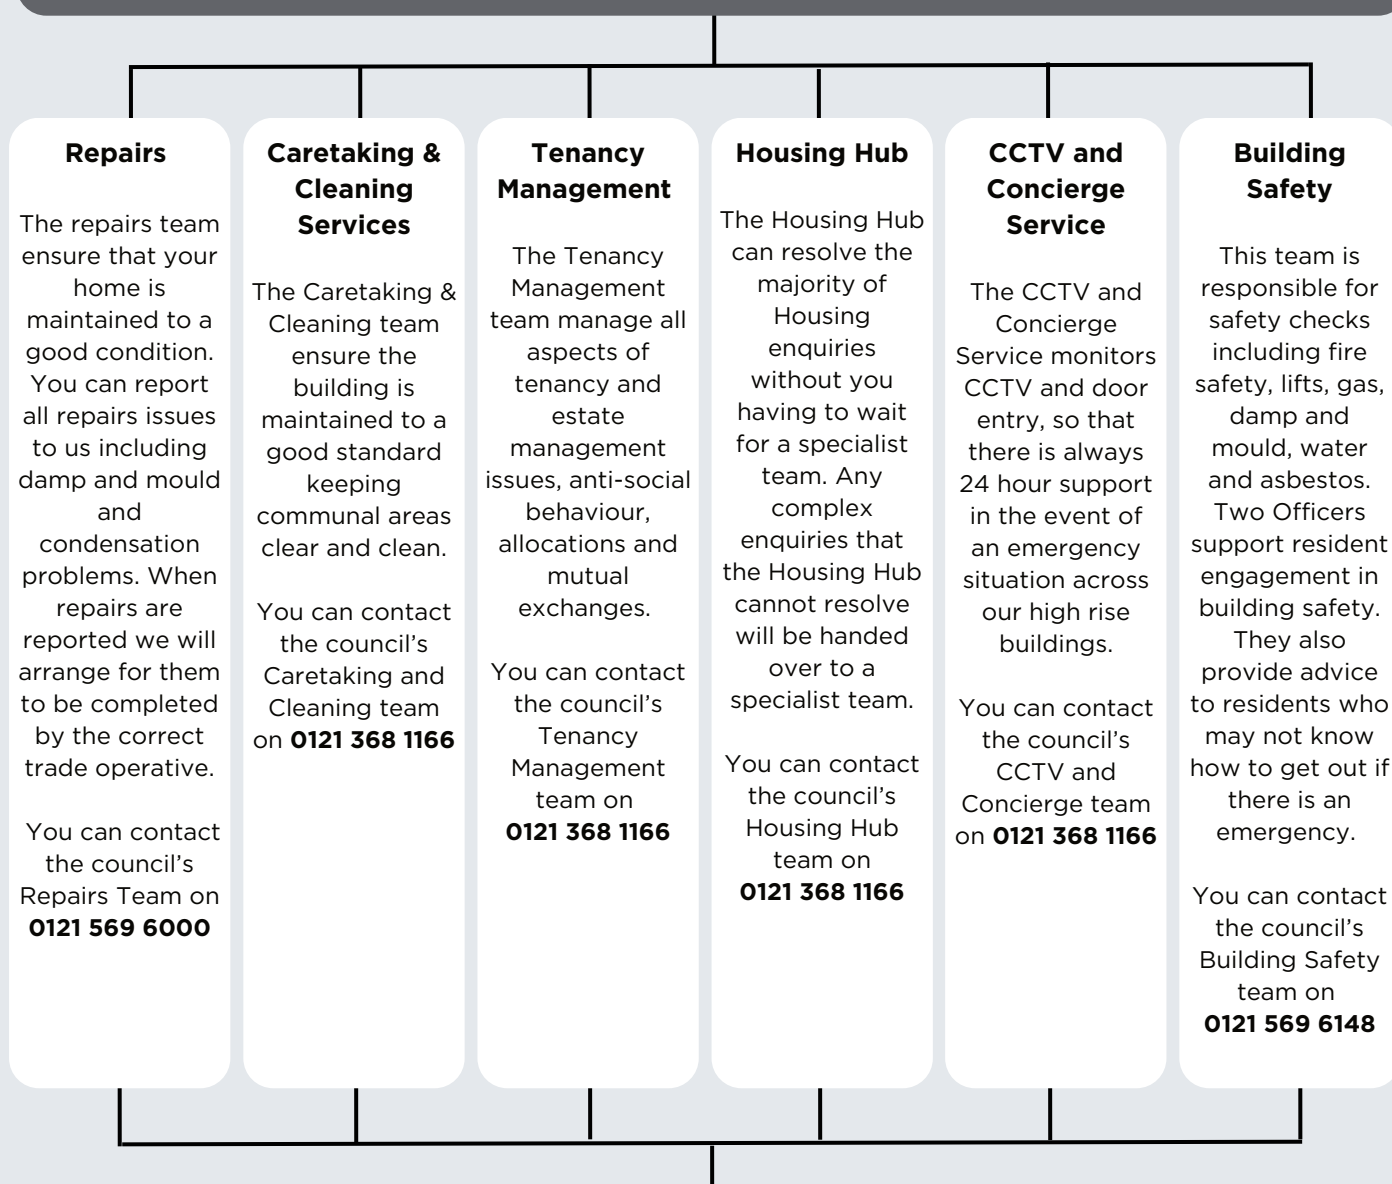 Repairs
The repairs team
ensure that your
home is
maintained to a
good condition.
You can report
all repairs issues
to us including
damp and mould
and
condensation
problems. When
repairs are
reported we will
arrange for them
to be completed
by the correct
trade operative.
You can contact
the council's
Repairs Team on
0121 569 6000
Caretaking &
Cleaning
Services
The Caretaking &
Cleaning team
ensure the
building is
maintained to a
good standard
keeping
communal areas
clear and clean.
You can contact
the council's
Caretaking and
Cleaning team
on 0121 368 1166
Tenancy
Management
The Tenancy
Management
team manage all
aspects of
tenancy and
estate
management
issues, anti-social
behaviour,
allocations and
mutual
exchanges.
You can contact
the council's
Tenancy
Management
team on
0121 368 1166
Housing Hub
The Housing Hub
can resolve the
majority of
Housing
enquiries
without you
having to wait
for a specialist
team. Any
complex
enquiries that
the Housing Hub
cannot resolve
will be handed
over to a
specialist team.
You can contact
the council's
Housing Hub
team on
0121 368 1166
CCTV and
Concierge
Service
The CCTV and
Concierge
Service monitors
CCTV and door
entry, so that
there is always
24 hour support
in the event of
an emergency
situation across
our high rise
buildings.
You can contact
the council's
CCTV and
Concierge team
on 0121 368 1166
Building
Safety
This team is
responsible for
safety checks
including fire
safety, lifts, gas,
damp and
mould, water
and asbestos.
Two Officers
support resident
engagement in
building safety.
They also
provide advice
to residents who
may not know
how to get out if
there is an
emergency.
You can contact
the council's
Building Safety
team on
0121 569 6148